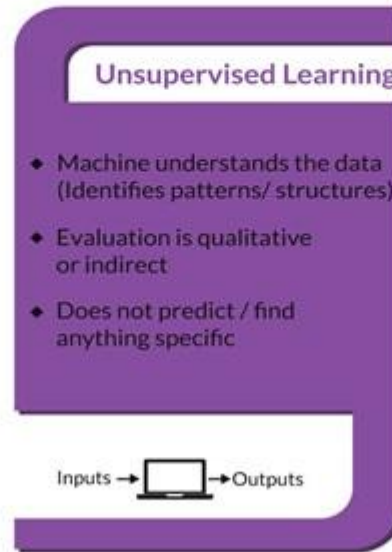 Unsupervised Learning
◆ Machine understands the data
(Identifies patterns/ structures)
◆ Evaluation is qualitative
or indirect
◆ Does not predict / find
anything specific
Inputs → → Outputs